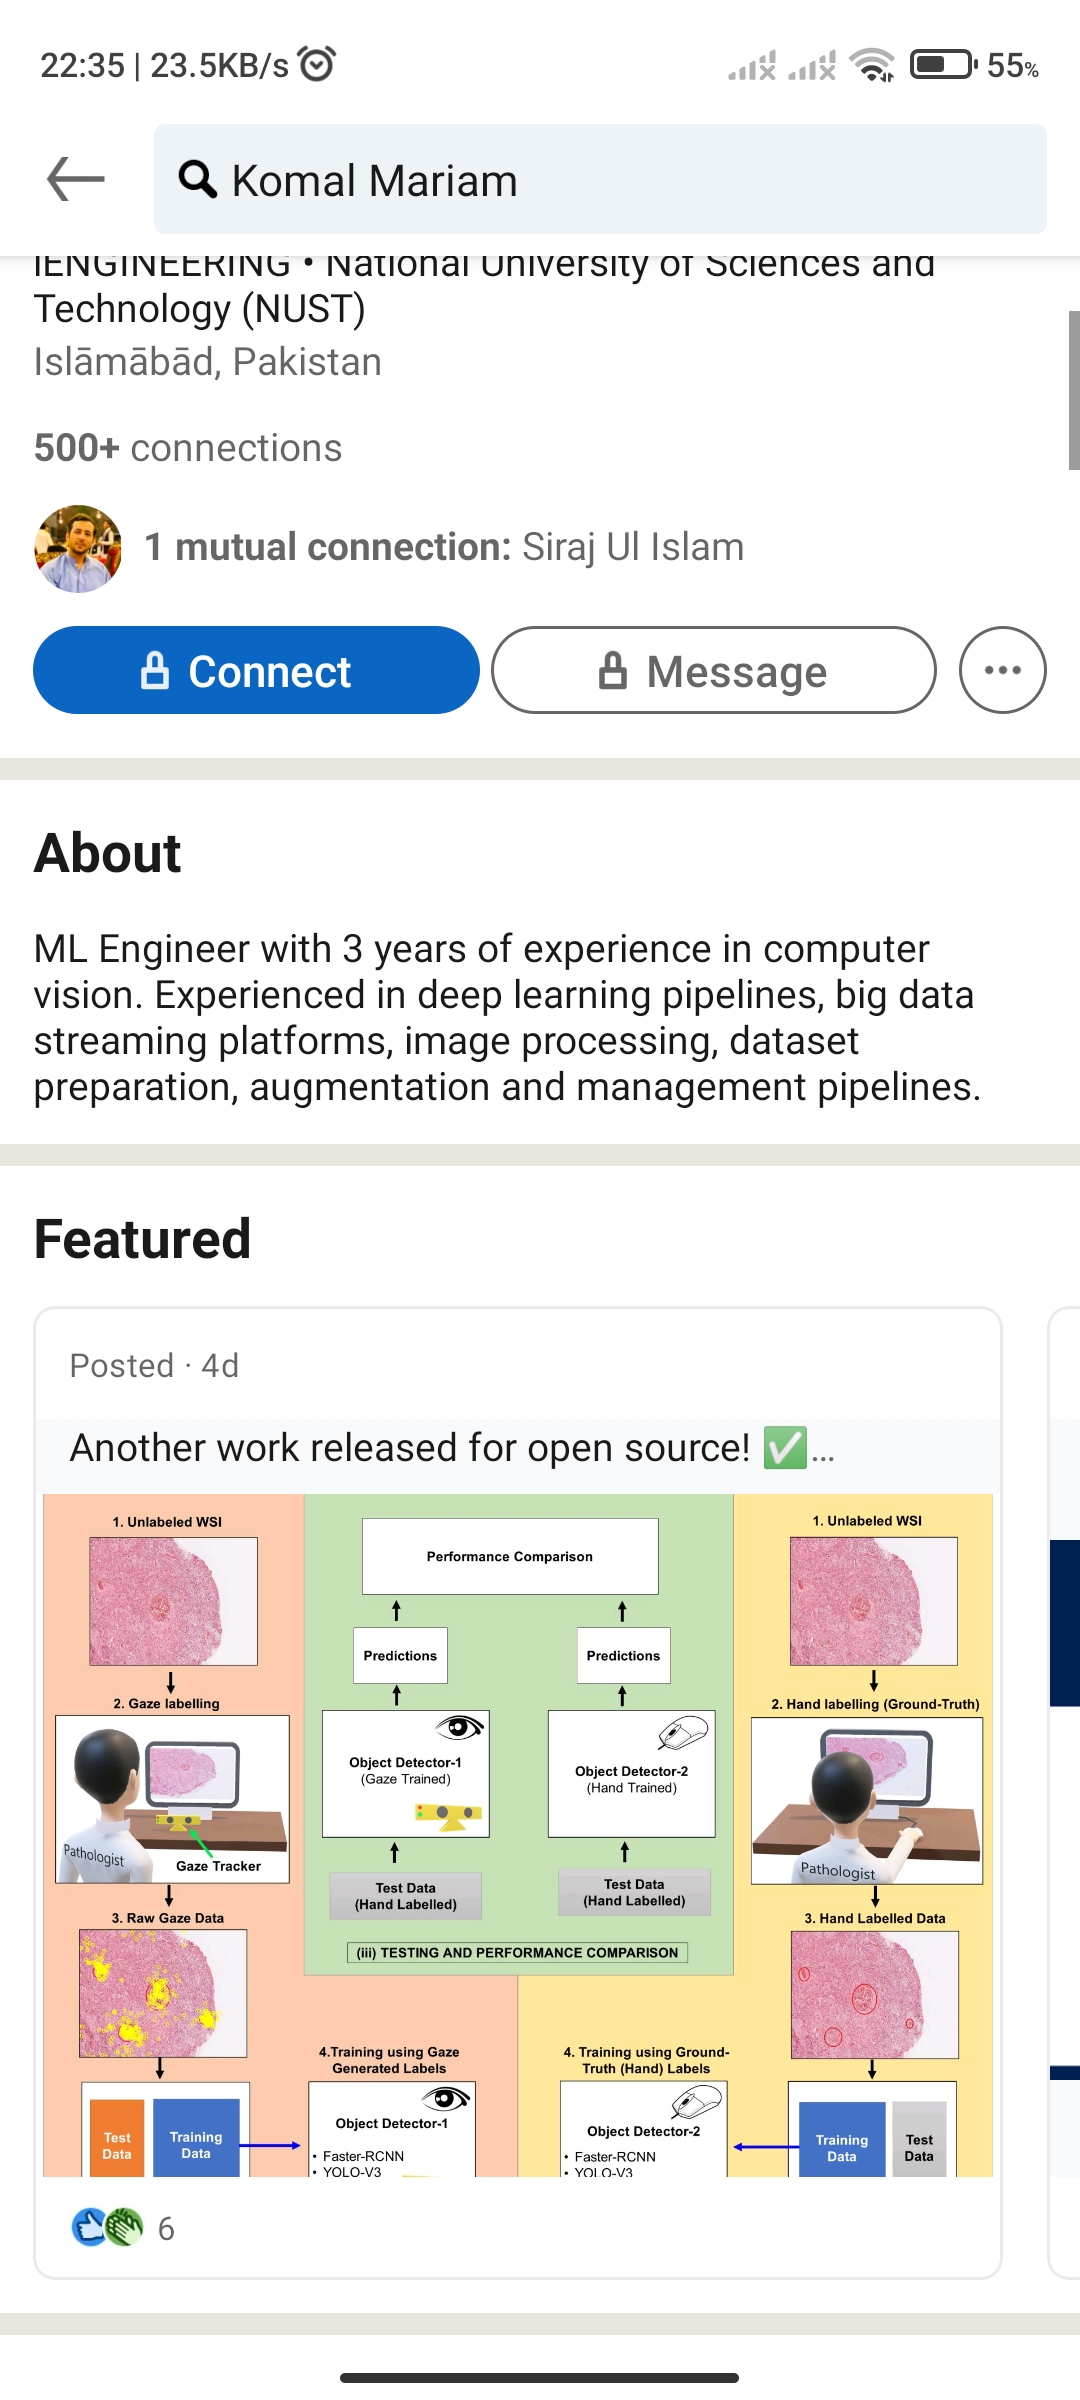 22:35 | 23.5KB/s
55%
Komal Mariam
IENGINEERING • National University of Sciences and
Technology (NUST)
Islāmābād, Pakistan
500+ connections
1 mutual connection: Siraj Ul Islam
Connect
Message
About
ML Engineer with 3 years of experience in computer
vision. Experienced in deep learning pipelines, big data
streaming platforms, image processing, dataset
preparation, augmentation and management pipelines.
Featured
Posted · 4d
Another work released for open source! ✅...
1. Unlabeled WSI
2. Gaze labelling
Pathologist
Gaze Tracker
3. Raw Gaze Data
Test
Data
Training
Data
Performance Comparison
Predictions
Predictions
Object Detector-1
(Gaze Trained)
Object Detector-2
(Hand Trained)
Test Data
(Hand Labelled)
Test Data
(Hand Labelled)
(iii) TESTING AND PERFORMANCE COMPARISON
4.Training using Gaze
Generated Labels
Object Detector-1
• Faster-RCNN
• YOLO-V3
4. Training using Ground-
Truth (Hand) Labels
Object Detector-2
• Faster-RCNN
• YOLO-V3
1. Unlabeled WSI
2. Hand labelling (Ground-Truth)
Pathologist
3. Hand Labelled Data
Training
Data
Test
Data
6